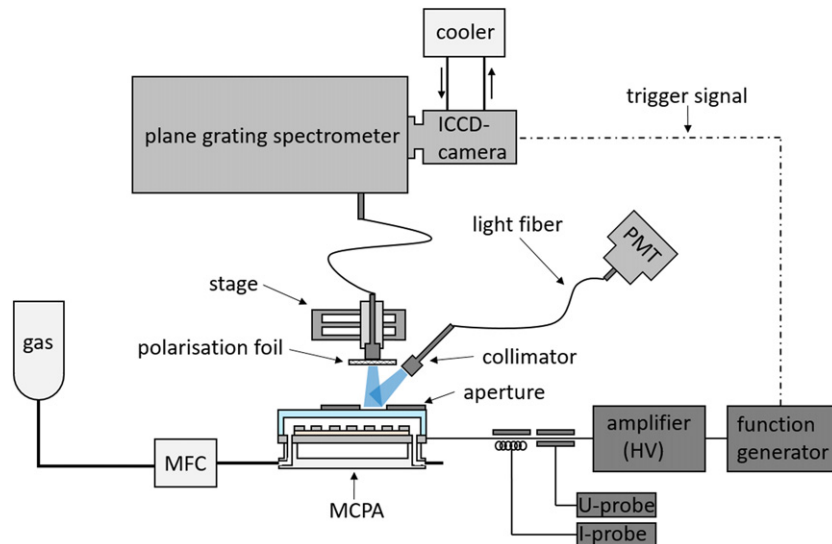 cooler
plane grating spectrometer
ICCD-
camera
trigger signal
light fiber
PMT
stage
gas
polarisation foil
collimator
aperture
amplifier
(HV)
function
generator
MFC
MCPA
U-probe
I-probe